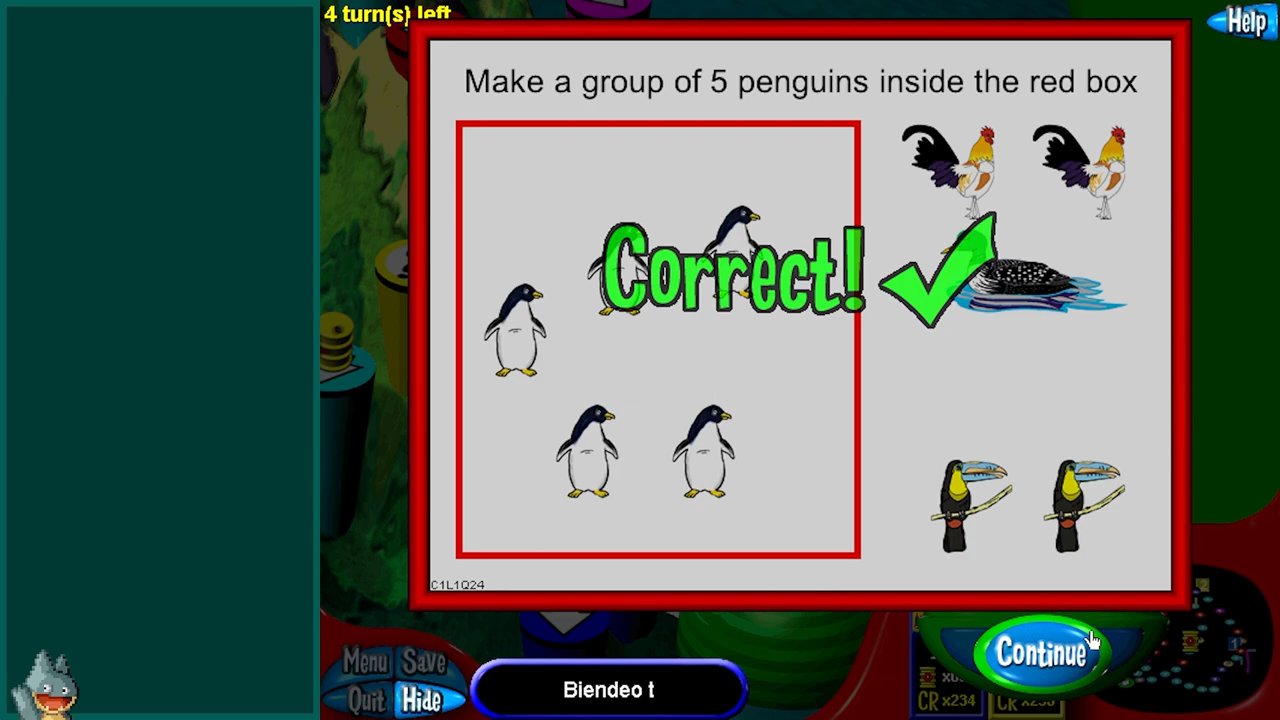 4 turn(s) left
Help
Make a group of 5 penguins inside the red box
Correct!
C1L1Q24
Menu Save
Quit Hide
Biendeo t
Continue
CR x234